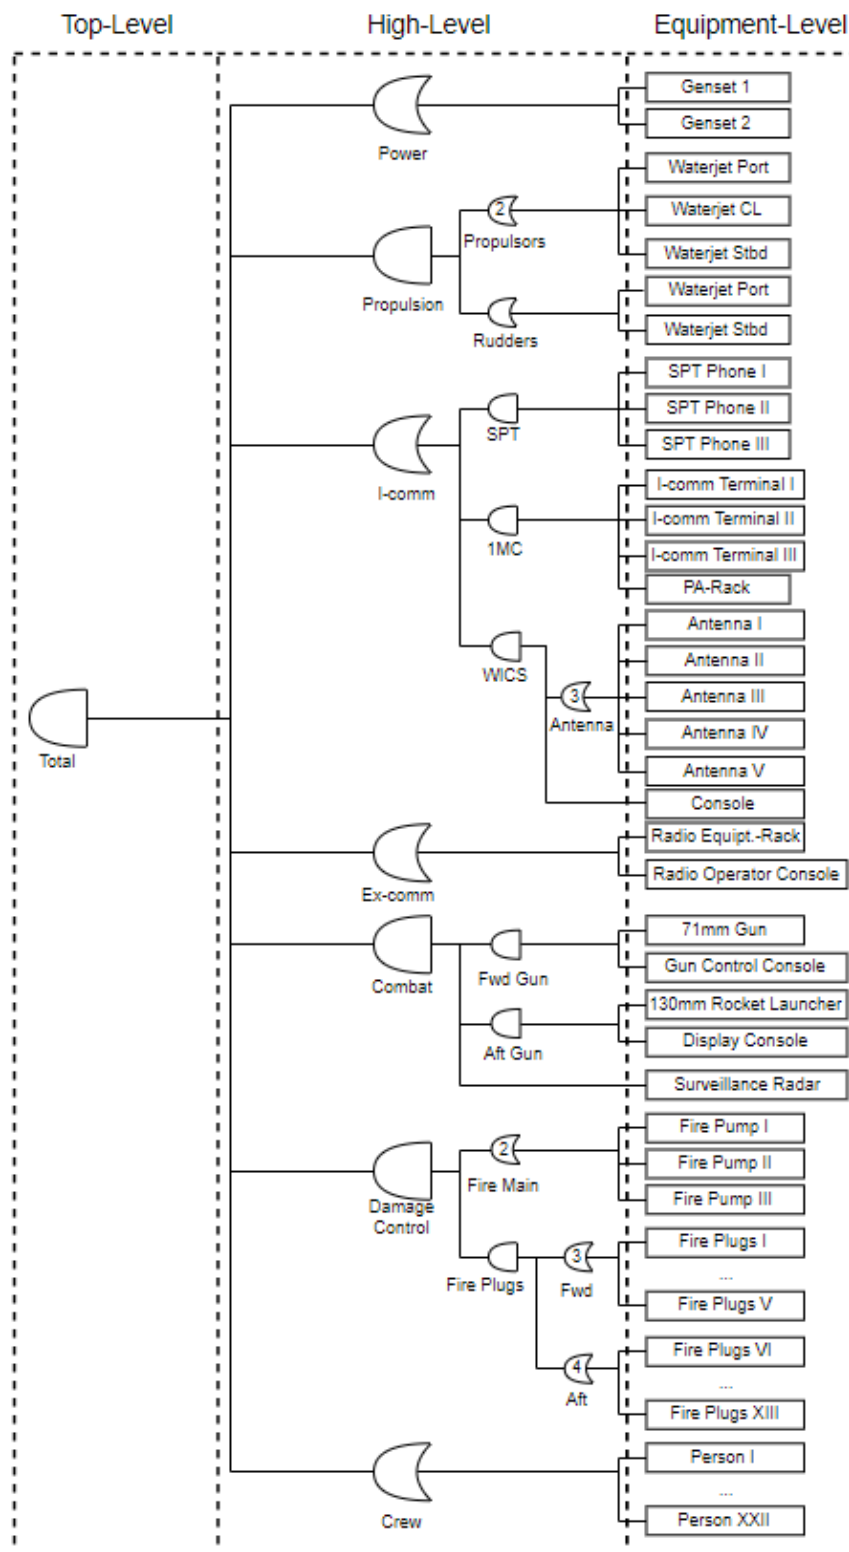 Top-Level High-Level Equipment-Level
Genset 1
Genset 2
Power
Waterjet Port
2
Waterjet CL
Propulsors
Waterjet Stbd
Propulsion
Waterjet Port
Rudders
Waterjet Stbd
SPT Phone I
SPT Phone II
SPT
SPT Phone III
I-comm
I-comm Terminal I
I-comm Terminal II
1MC
I-comm Terminal III
PA-Rack
Antenna I
Antenna II
WICS
3
Antenna III
Antenna
Antenna IV
Total
Antenna V
Console
Radio Equipt.-Rack
Radio Operator Console
Ex-comm
71mm Gun
Gun Control Console
Fwd Gun
Combat
130mm Rocket Launcher
Display Console
Aft Gun
Surveillance Radar
Fire Pump I
2
Fire Pump II
Fire Main
Fire Pump III
Damage
Control
Fire Plugs I
3
...
Fire Plugs
Fwd
Fire Plugs V
Fire Plugs VI
4
...
Aft
Fire Plugs XIII
Person I
...
Crew
Person XXII